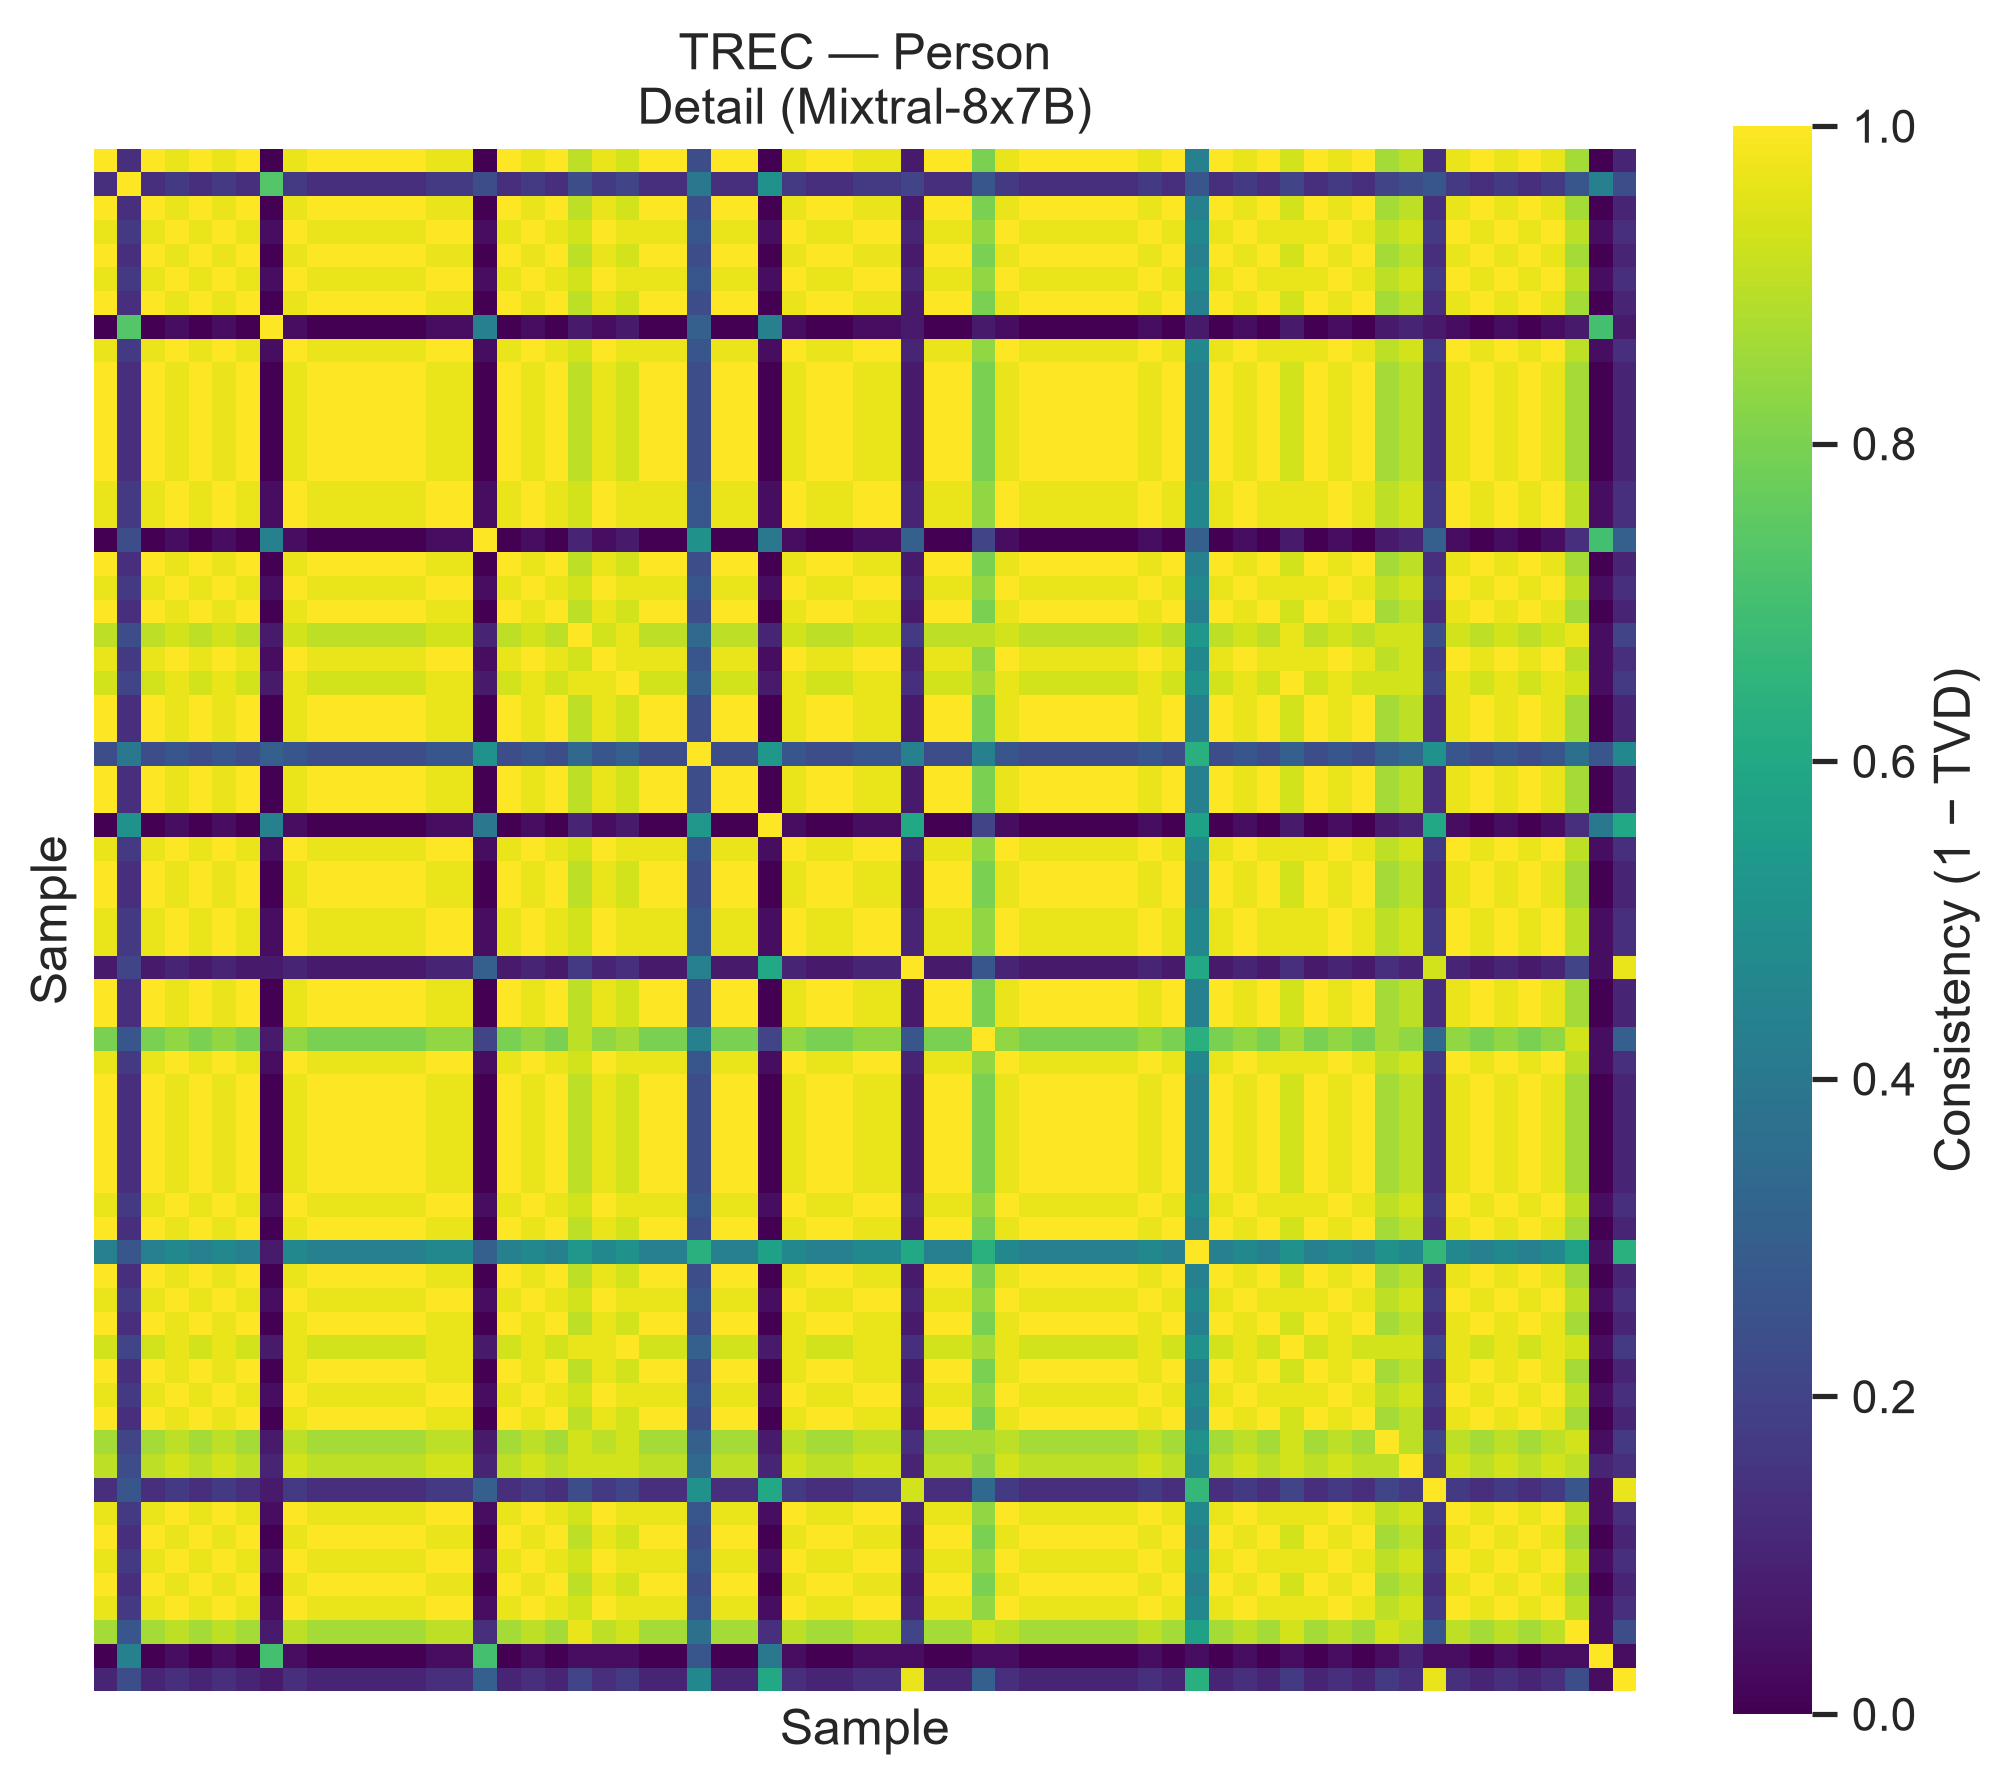 TREC — Person
Detail (Mixtral-8x7B)
Sample
Sample
1.0
0.8
0.6
0.4
0.2
0.0
Consistency (1 − TVD)